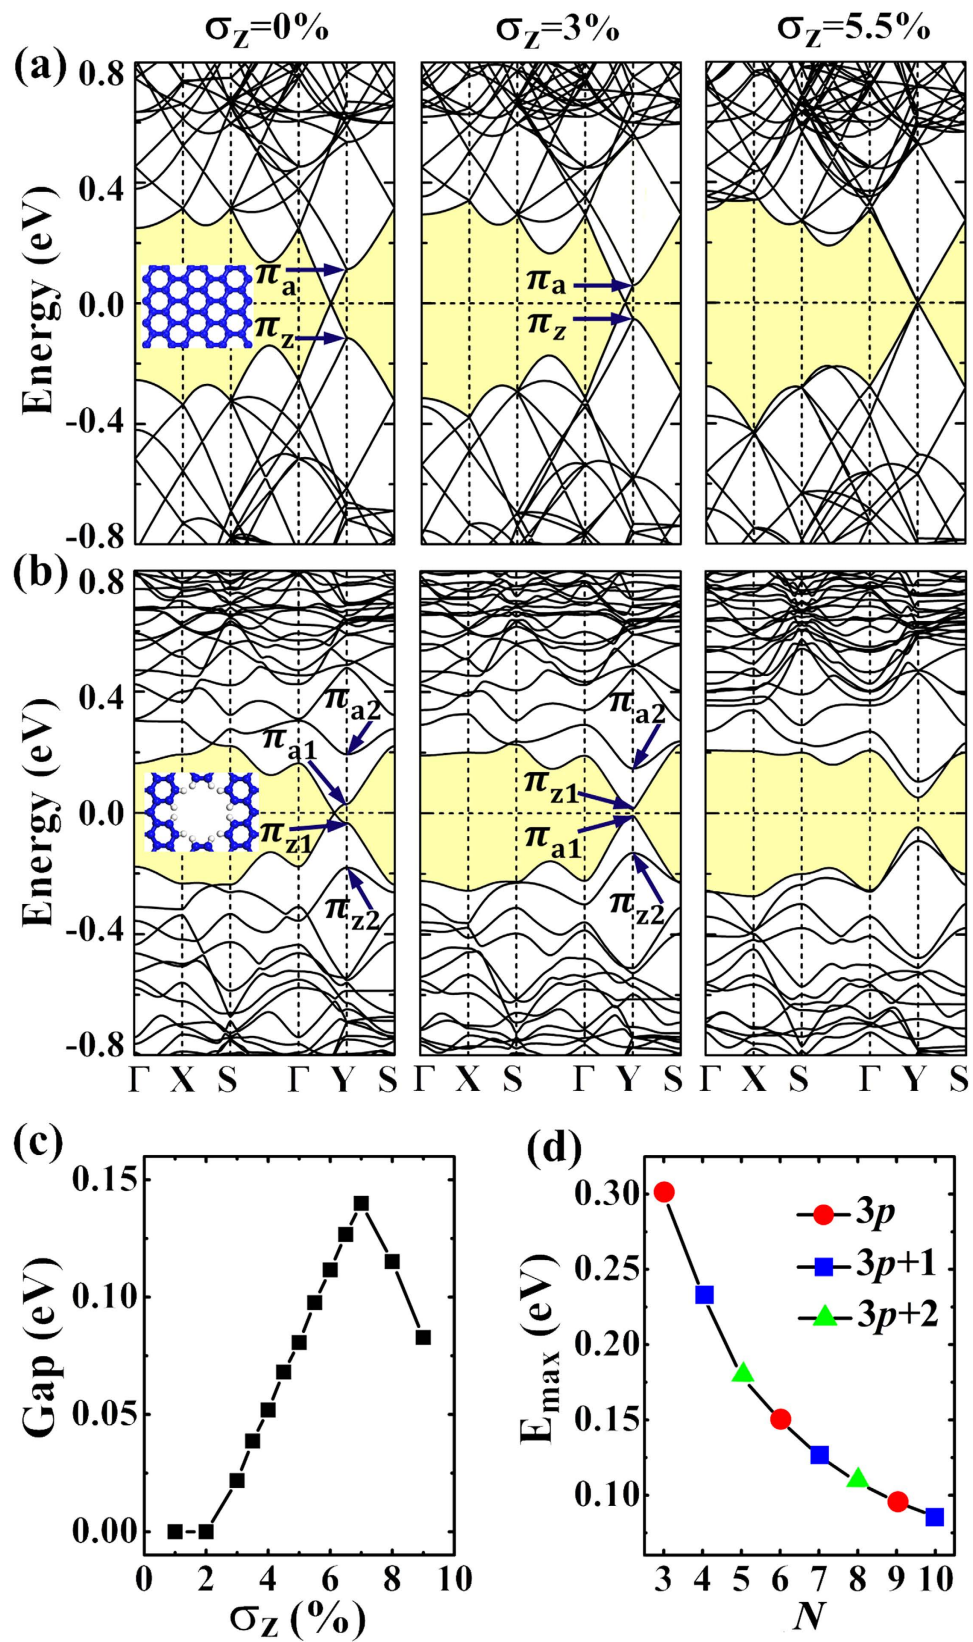 σZ=0% σZ=3% σZ=5.5%
(a)
0.8
0.4
0.0
-0.4
-0.8
Energy (eV)
πa
πz
πa
πz
(b)
0.8
0.4
0.0
-0.4
-0.8
Energy (eV)
πa2
πa1
πz1
πz2
πa2
πz1
πa1
πz2
Γ X S Γ Y S Γ X S Γ Y S Γ X S Γ Y S
(c)
0.15
0.10
0.05
0.00
Gap (eV)
0 2 4 6 8 10
σZ (%)
(d)
0.30
0.25
0.20
0.15
0.10
Emax (eV)
3p
3p+1
3p+2
3 4 5 6 7 8 9 10
N